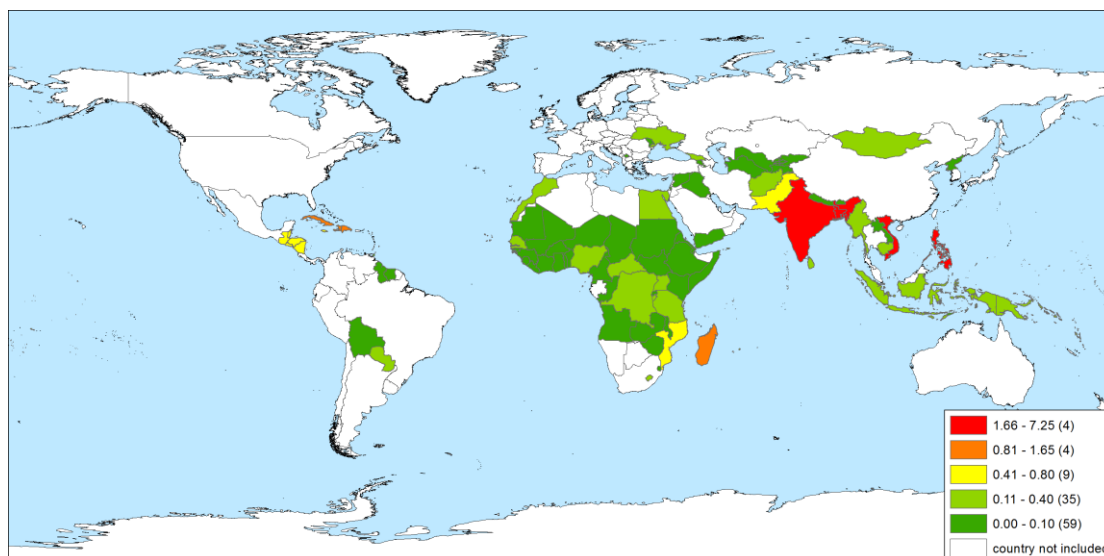 1.66 - 7.25 (4)
0.81 - 1.65 (4)
0.41 - 0.80 (9)
0.11 - 0.40 (35)
0.00 - 0.10 (59)
country not included